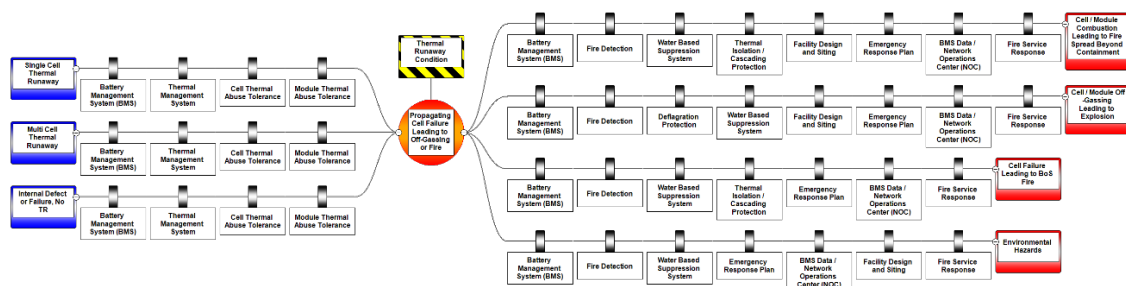 Single Cell
Thermal
Runaway
Battery
Management
System (BMS)
Thermal
Management
System
Cell Thermal
Abuse Tolerance
Module Thermal
Abuse Tolerance
Multi Cell
Thermal
Runaway
Battery
Management
System (BMS)
Thermal
Management
System
Cell Thermal
Abuse Tolerance
Module Thermal
Abuse Tolerance
Internal Defect
or Failure, No
TR
Battery
Management
System (BMS)
Thermal
Management
System
Cell Thermal
Abuse Tolerance
Module Thermal
Abuse Tolerance
Thermal
Runaway
Condition
Propagating
Cell Failure
Leading to
Off-Gassing
or Fire
Battery
Management
System (BMS)
Fire Detection
Water Based
Suppression
System
Thermal
Isolation /
Cascading
Protection
Facility Design
and Siting
Emergency
Response Plan
BMS Data /
Network
Operations
Center (NOC)
Fire Service
Response
Cell / Module
Combustion
Leading to Fire
Spread Beyond
Containment
Battery
Management
System (BMS)
Fire Detection
Deflagration
Protection
Water Based
Suppression
System
Facility Design
and Siting
Emergency
Response Plan
BMS Data /
Network
Operations
Center (NOC)
Fire Service
Response
Cell / Module Off
-Gassing
Leading to
Explosion
Battery
Management
System (BMS)
Fire Detection
Water Based
Suppression
System
Thermal
Isolation /
Cascading
Protection
Emergency
Response Plan
BMS Data /
Network
Operations
Center (NOC)
Fire Service
Response
Cell Failure
Leading to BoS
Fire
Battery
Management
System (BMS)
Fire Detection
Water Based
Suppression
System
Emergency
Response Plan
BMS Data /
Network
Operations
Center (NOC)
Facility Design
and Siting
Fire Service
Response
Environmental
Hazards